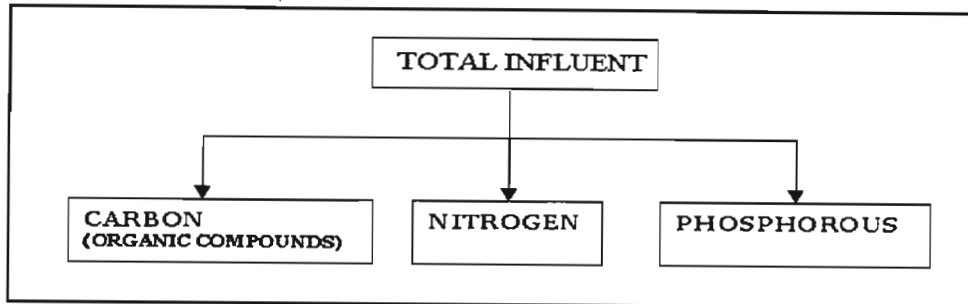 TOTAL INFLUENT
CARBON
(ORGANIC COMPOUNDS)
NITROGEN
PHOSPHOROUS